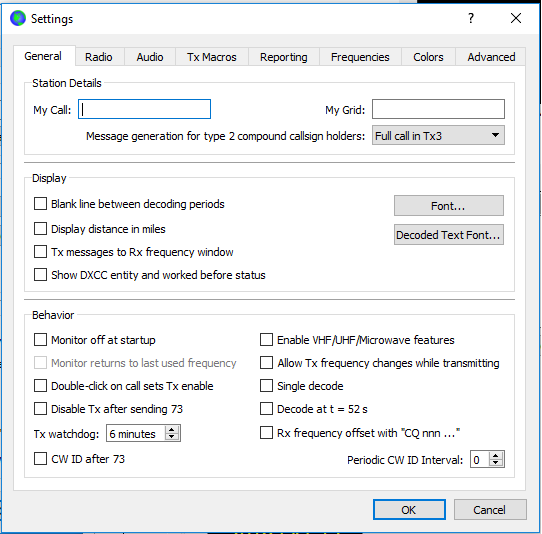 Settings
General Radio Audio Tx Macros Reporting Frequencies Colors Advanced
Station Details
My Call: My Grid:
Message generation for type 2 compound callsign holders: Full call in Tx3
Display
Blank line between decoding periods Font...
Display distance in miles Decoded Text Font...
Tx messages to Rx frequency window
Show DXCC entity and worked before status
Behavior
Monitor off at startup Enable VHF/UHF/Microwave features
Monitor returns to last used frequency Allow Tx frequency changes while transmitting
Double-click on call sets Tx enable Single decode
Disable Tx after sending 73 Decode at t = 52 s
Tx watchdog: 6 minutes Rx frequency offset with "CQ nnn ..."
CW ID after 73 Periodic CW ID Interval: 0
OK Cancel